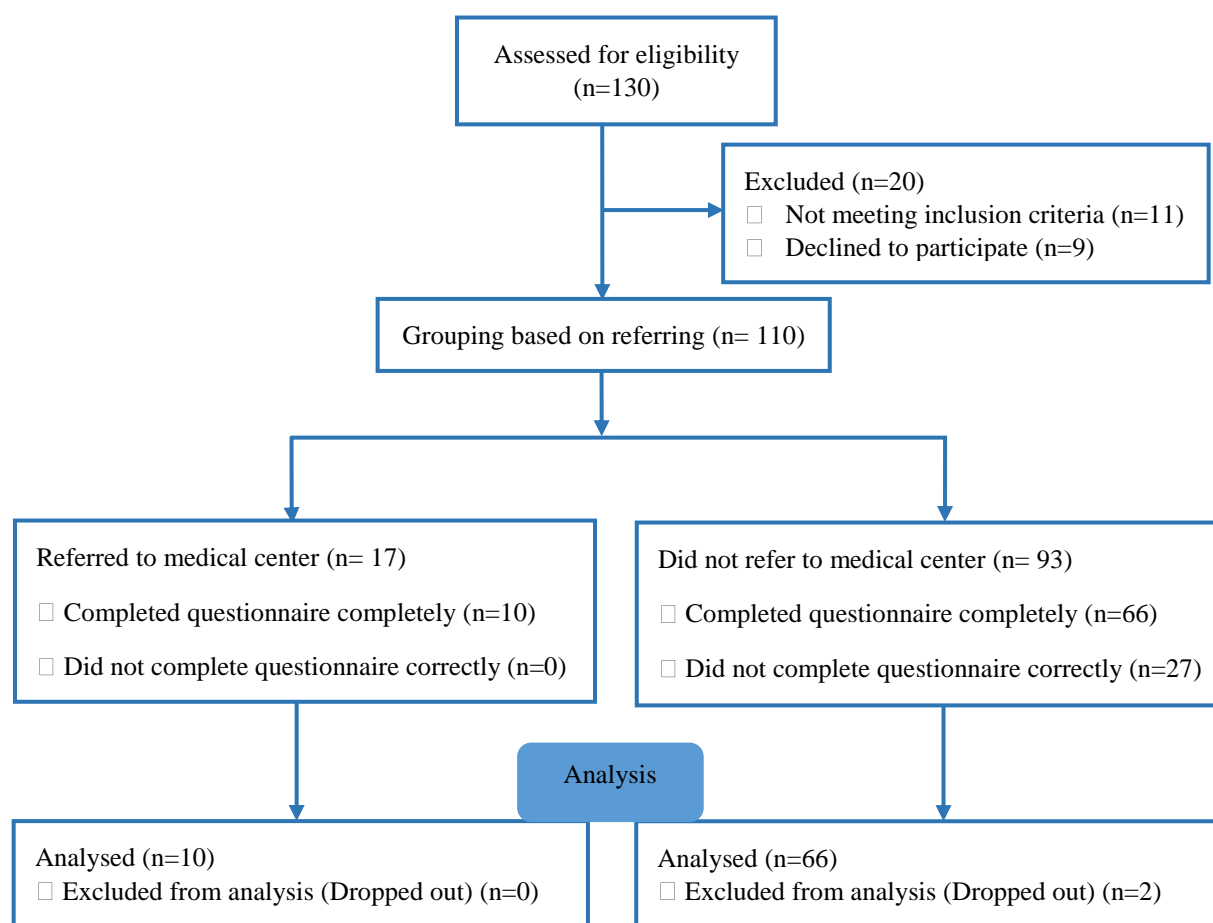 Assessed for eligibility
(n=130)
Excluded (n=20)
□ Not meeting inclusion criteria (n=11)
□ Declined to participate (n=9)
Grouping based on referring (n= 110)
Referred to medical center (n= 17)
□ Completed questionnaire completely (n=10)
□ Did not complete questionnaire correctly (n=0)
Did not refer to medical center (n= 93)
□ Completed questionnaire completely (n=66)
□ Did not complete questionnaire correctly (n=27)
Analysis
Analysed (n=10)
□ Excluded from analysis (Dropped out) (n=0)
Analysed (n=66)
□ Excluded from analysis (Dropped out) (n=2)